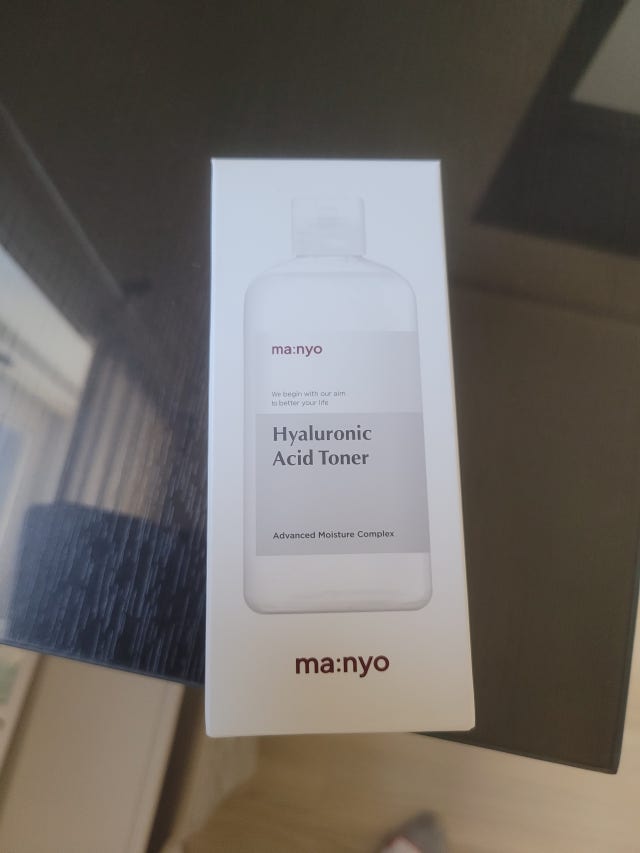 ma:nyo
We begin with our aim
to better your life
Hyaluronic
Acid Toner
Advanced Moisture Complex
ma:nyo